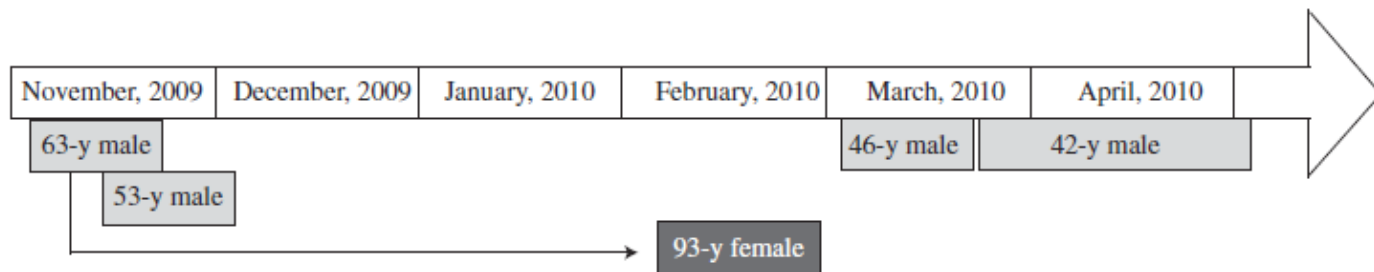 November, 2009 December, 2009 January, 2010 February, 2010 March, 2010 April, 2010
63-y male 46-y male 42-y male
53-y male
93-y female